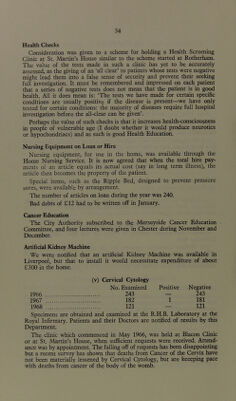 54
Health Checks
Consideration was given to a scheme for holding a Health Screening
Clinic at St. Martin's House similar to the scheme started at Rotherham.
The value of the tests made in such a clinic has yet to be accurately
assessed, as the giving of an 'all clear' to patients whose tests were negative
might lead them into a false sense of security and prevent their seeking
full investigation. It must be remembered and impressed on each patient
that a series of negative tests does not mean that the patient is in good
health. All it does mean is: 'The tests we have made for certain specific
conditions are usually positive if the disease is present—we have only
tested for certain conditions: the majority of diseases require full hospital
investigation before the all-clear can be given'.
Perhaps the value of such checks is that it increases health-consciousness
in people of vulnerable age (I doubt whether it would produce neurotics
or hypochondriacs) and as such is good Health Education.
Nursing Equipment on Loan or Hire
Nursing equipment, for use in the home, was available through the
Home Nursing Service. It is now agreed that when the total hire pay-
ments of an article equals its actual cost (say in long term illness), the
article then becomes the property of the patient.
Special items, such as the Ripple Bed, designed to prevent pressure
sores, were available by arrangement.
The number of articles on loan during the year was 240.
Bad debts of £12 had to be written off in January.
Cancer Education
The City Authority subscribed to the Merseyside Cancer Education
Committee, and four lectures were given in Chester during November and
December.
Artificial Kidney Machine
We were notified that an artificial Kidney Machine was available in
Liverpool, but that to install it would necessitate expenditure of about
£300 in the home.
(v) Cervical Cytology
No. Examined Positive Negative
1966 243 — 243
1967 182 1 181
1968 121 — 121
Specimens are obtained and examined at the R.H.B. Laboratory at the
Royal Infirmary. Patients and their Doctors are notified of results by this
Department.
The clinic which commenced in May 1966, was held at Blacon Clinic
or at St. Martin's House, when sufficient requests were received. Attend-
ance was by appointment. The falling off of requests has been disappointing
but a recent survey has shown that deaths from Cancer of the Cervix have
not been materially lessened by Cervical Cytology, but are keeping pace
with deaths from cancer of the body of the womb.